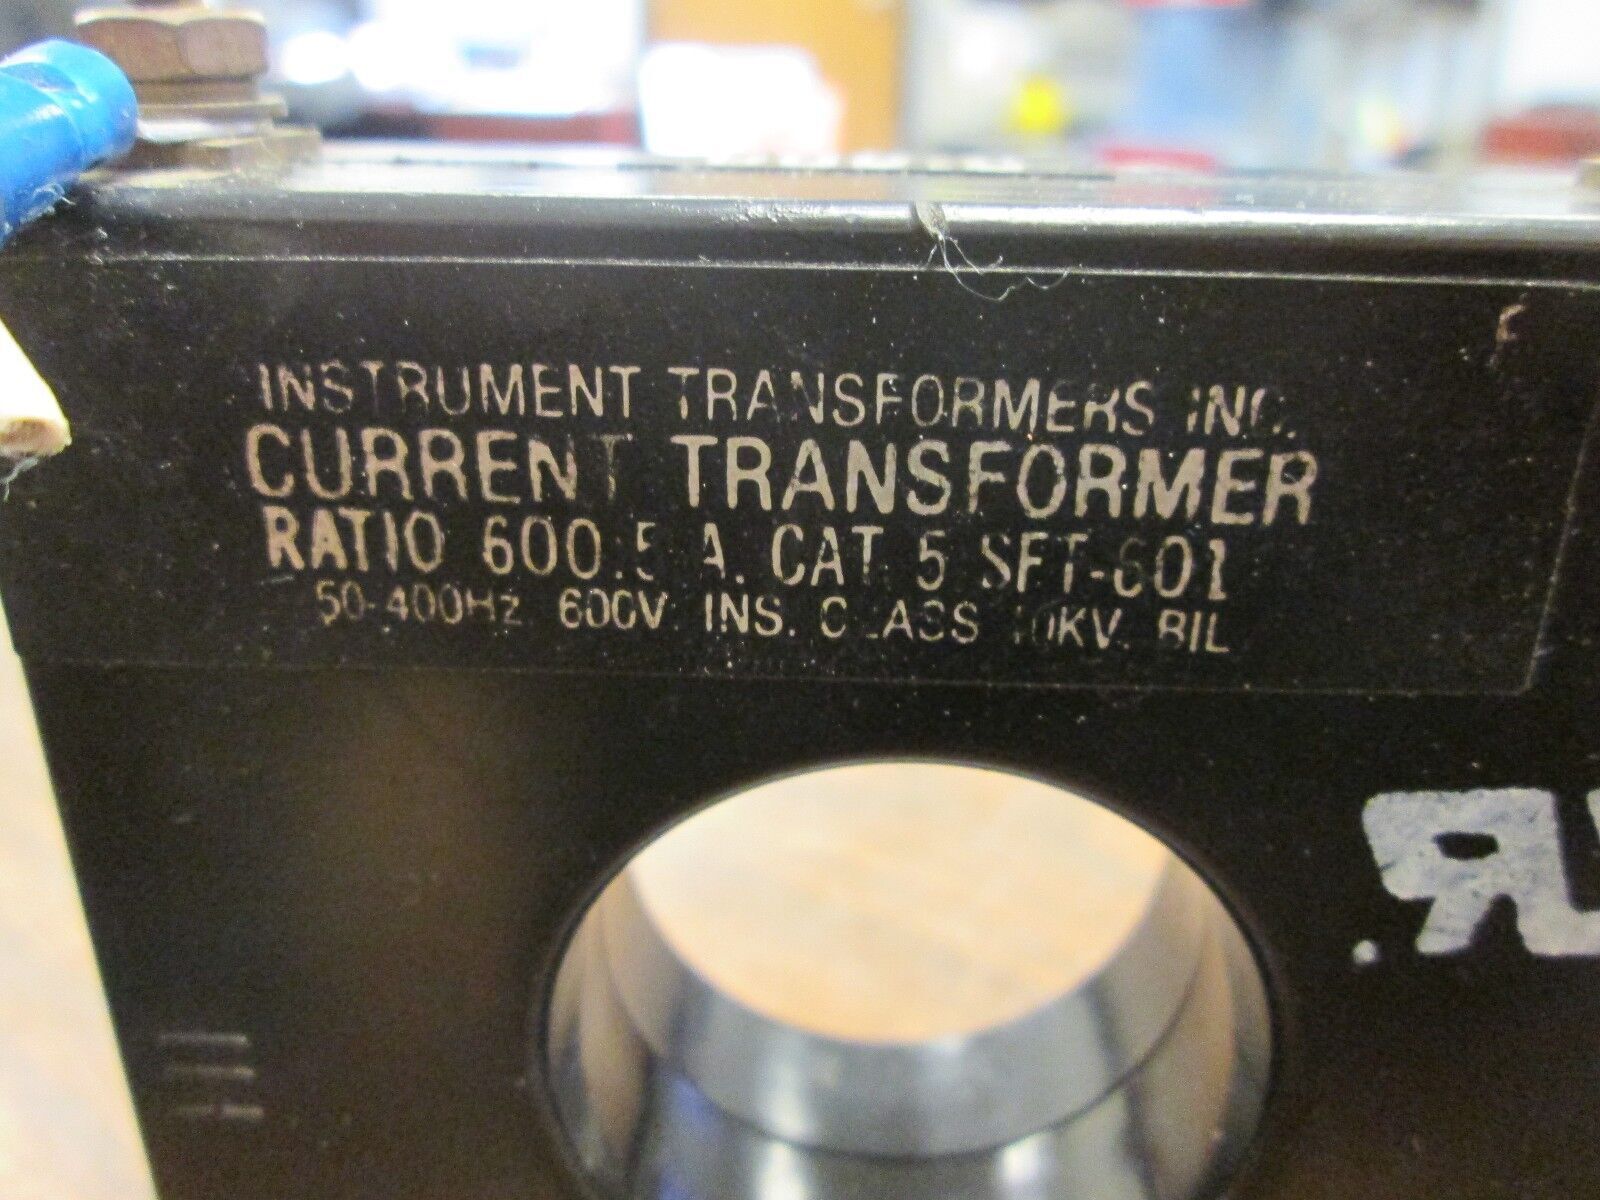 INSTRUMENT TRANSFORMERS INC.
CURRENT TRANSFORMER
RATIO 600:5 A. CAT. 5 SFT-601
50-400Hz. 600V. INS. CLASS 10KV. BIL